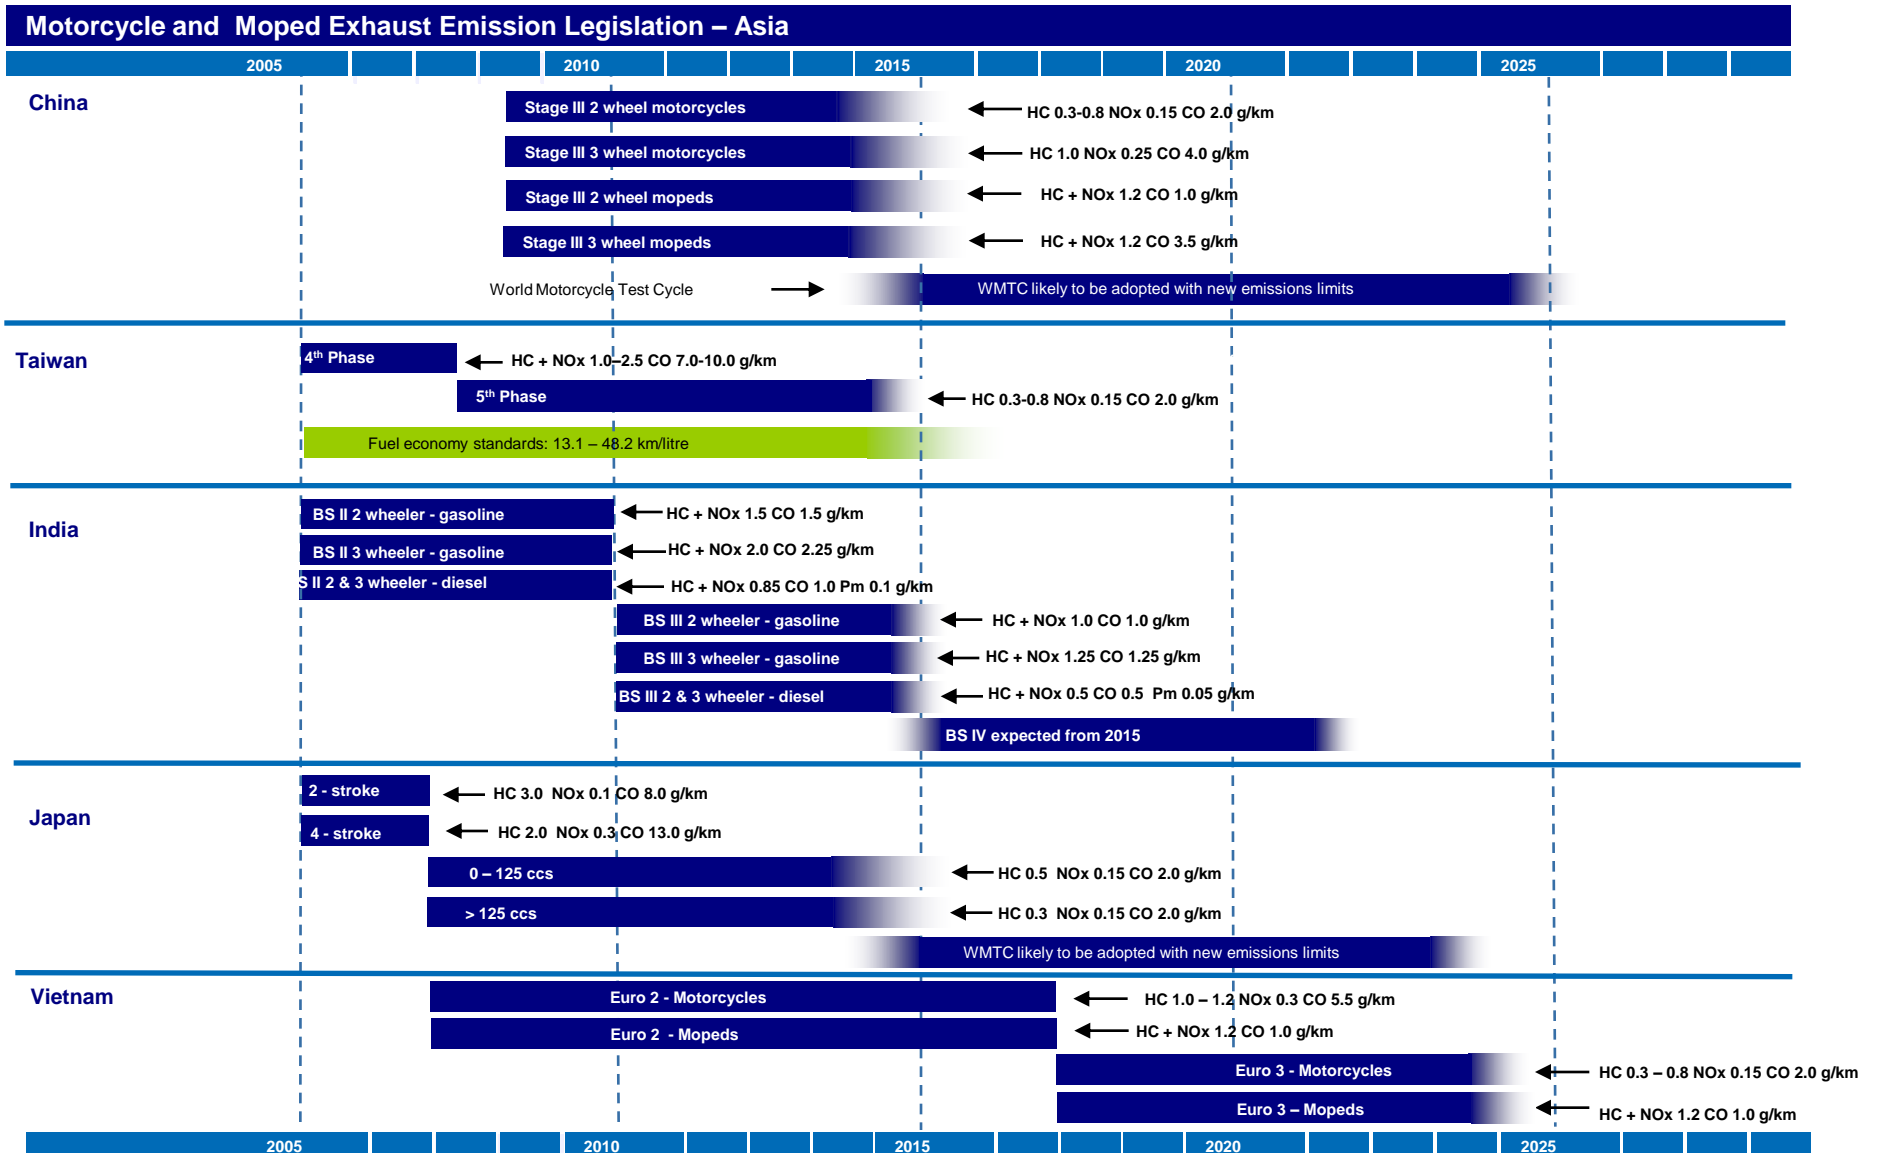 Motorcycle and Moped Exhaust Emission Legislation – Asia
2005 2010 2015 2020 2025
China
Stage III 2 wheel motorcycles
HC 0.3-0.8 NOx 0.15 CO 2.0 g/km
Stage III 3 wheel motorcycles
HC 1.0 NOx 0.25 CO 4.0 g/km
Stage III 2 wheel mopeds
HC + NOx 1.2 CO 1.0 g/km
Stage III 3 wheel mopeds
HC + NOx 1.2 CO 3.5 g/km
World Motorcycle Test Cycle
WMTC likely to be adopted with new emissions limits
Taiwan
4th Phase
HC + NOx 1.0–2.5 CO 7.0-10.0 g/km
5th Phase
HC 0.3-0.8 NOx 0.15 CO 2.0 g/km
Fuel economy standards: 13.1 – 48.2 km/litre
India
BS II 2 wheeler - gasoline
HC + NOx 1.5 CO 1.5 g/km
BS II 3 wheeler - gasoline
HC + NOx 2.0 CO 2.25 g/km
S II 2 & 3 wheeler - diesel
HC + NOx 0.85 CO 1.0 Pm 0.1 g/km
BS III 2 wheeler - gasoline
HC + NOx 1.0 CO 1.0 g/km
BS III 3 wheeler - gasoline
HC + NOx 1.25 CO 1.25 g/km
BS III 2 & 3 wheeler - diesel
HC + NOx 0.5 CO 0.5 Pm 0.05 g/km
BS IV expected from 2015
Japan
2 - stroke
HC 3.0 NOx 0.1 CO 8.0 g/km
4 - stroke
HC 2.0 NOx 0.3 CO 13.0 g/km
0 – 125 ccs
HC 0.5 NOx 0.15 CO 2.0 g/km
> 125 ccs
HC 0.3 NOx 0.15 CO 2.0 g/km
WMTC likely to be adopted with new emissions limits
Vietnam
Euro 2 - Motorcycles
HC 1.0 – 1.2 NOx 0.3 CO 5.5 g/km
Euro 2 - Mopeds
HC + NOx 1.2 CO 1.0 g/km
Euro 3 - Motorcycles
HC 0.3 – 0.8 NOx 0.15 CO 2.0 g/km
Euro 3 – Mopeds
HC + NOx 1.2 CO 1.0 g/km
2005 2010 2015 2020 2025